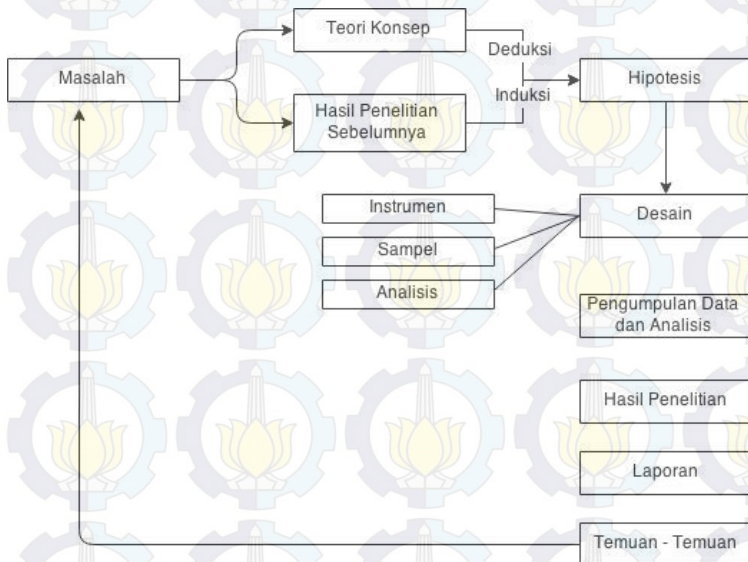 Teori Konsep
Deduksi
Masalah
Hipotesis
Induksi
Hasil Penelitian
Sebelumnya
Instrumen
Desain
Sampel
Analisis
Pengumpulan Data
dan Analisis
Hasil Penelitian
Laporan
Temuan - Temuan